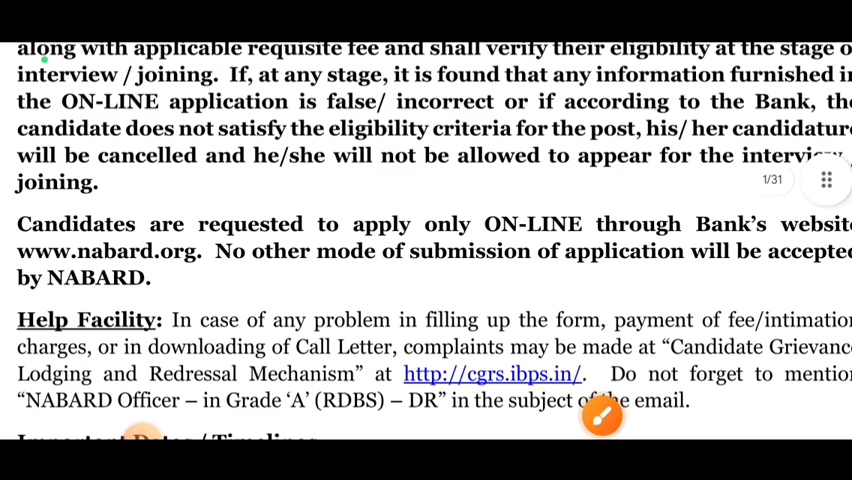 along with applicable requisite fee and shall verify their eligibility at the stage o
interview / joining. If, at any stage, it is found that any information furnished in
the ON-LINE application is false/ incorrect or if according to the Bank, the
candidate does not satisfy the eligibility criteria for the post, his/ her candidature
will be cancelled and he/she will not be allowed to appear for the interview /
joining.
1/31
Candidates are requested to apply only ON-LINE through Bank's website
www.nabard.org. No other mode of submission of application will be accepted
by NABARD.
Help Facility: In case of any problem in filling up the form, payment of fee/intimation
charges, or in downloading of Call Letter, complaints may be made at "Candidate Grievanc
Lodging and Redressal Mechanism" at http://cgrs.ibps.in/. Do not forget to mention
"NABARD Officer – in Grade 'A' (RDBS) – DR" in the subject of the email.
Important Dates / Timelines